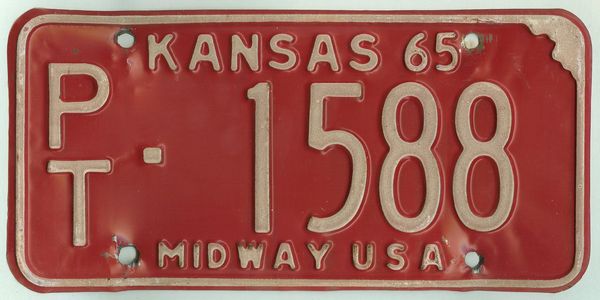 KANSAS 65
PT · 1588
MIDWAY USA